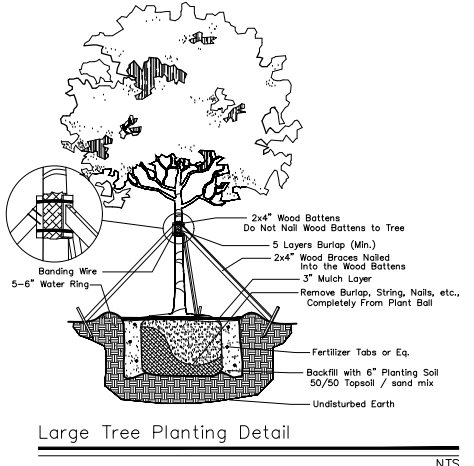 2x4" Wood Battens
Do Not Nail Wood Battens to Tree
5 Layers Burlap (Min.)
2x4" Wood Braces Nailed
Into the Wood Battens
Banding Wire
3" Mulch Layer
5-6" Water Ring
Remove Burlap, String, Nails, etc.,
Completely From Plant Ball
Fertilizer Tabs or Eq.
Backfill with 6" Planting Soil
50/50 Topsoil / sand mix
Undisturbed Earth
Large Tree Planting Detail
NTS